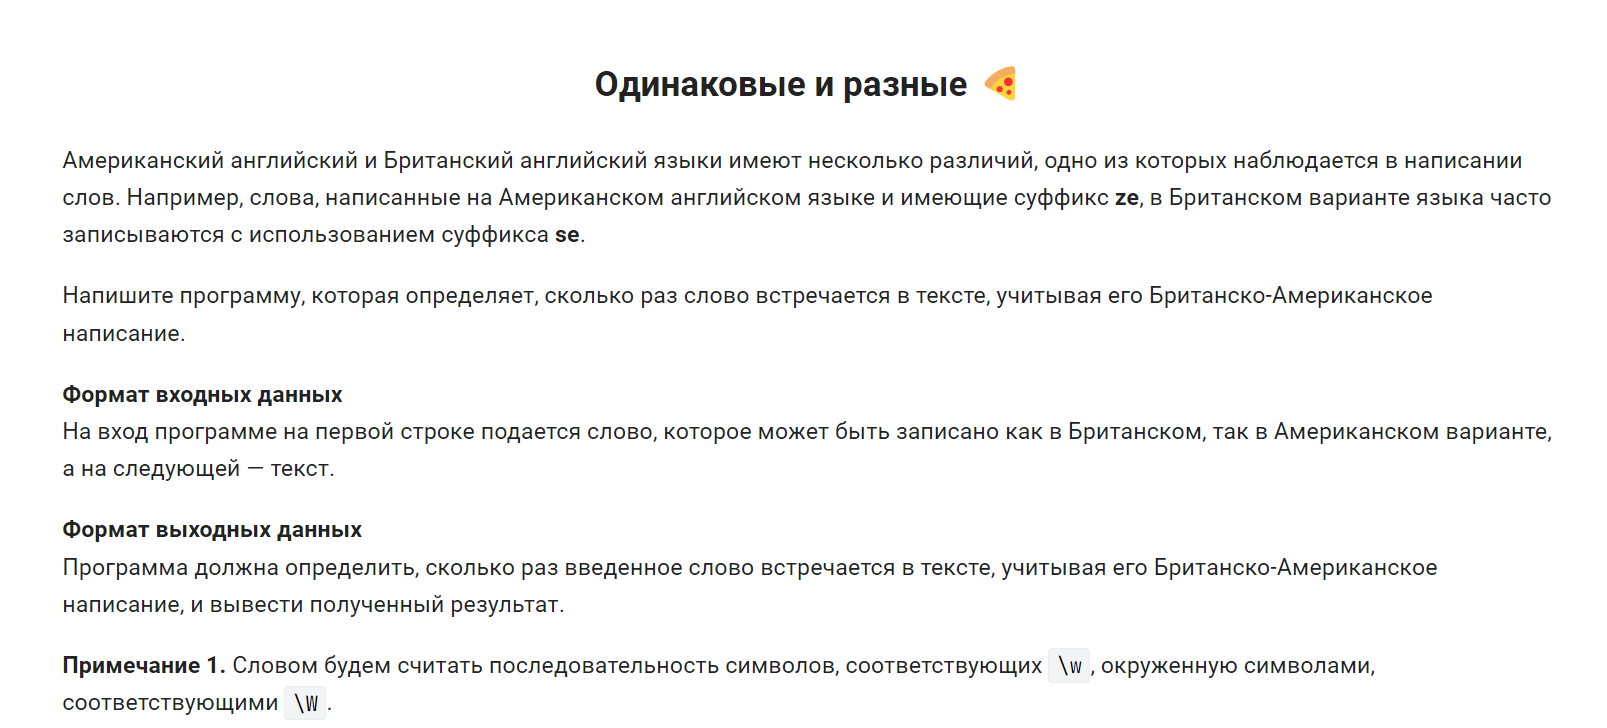 Одинаковые и разные 🍕
Американский английский и Британский английский языки имеют несколько различий, одно из которых наблюдается в написании
слов. Например, слова, написанные на Американском английском языке и имеющие суффикс ze, в Британском варианте языка часто
записываются с использованием суффикса se.
Напишите программу, которая определяет, сколько раз слово встречается в тексте, учитывая его Британско-Американское
написание.
Формат входных данных
На вход программе на первой строке подается слово, которое может быть записано как в Британском, так в Американском варианте,
а на следующей — текст.
Формат выходных данных
Программа должна определить, сколько раз введенное слово встречается в тексте, учитывая его Британско-Американское
написание, и вывести полученный результат.
Примечание 1. Словом будем считать последовательность символов, соответствующих \w, окруженную символами,
соответствующими \W.